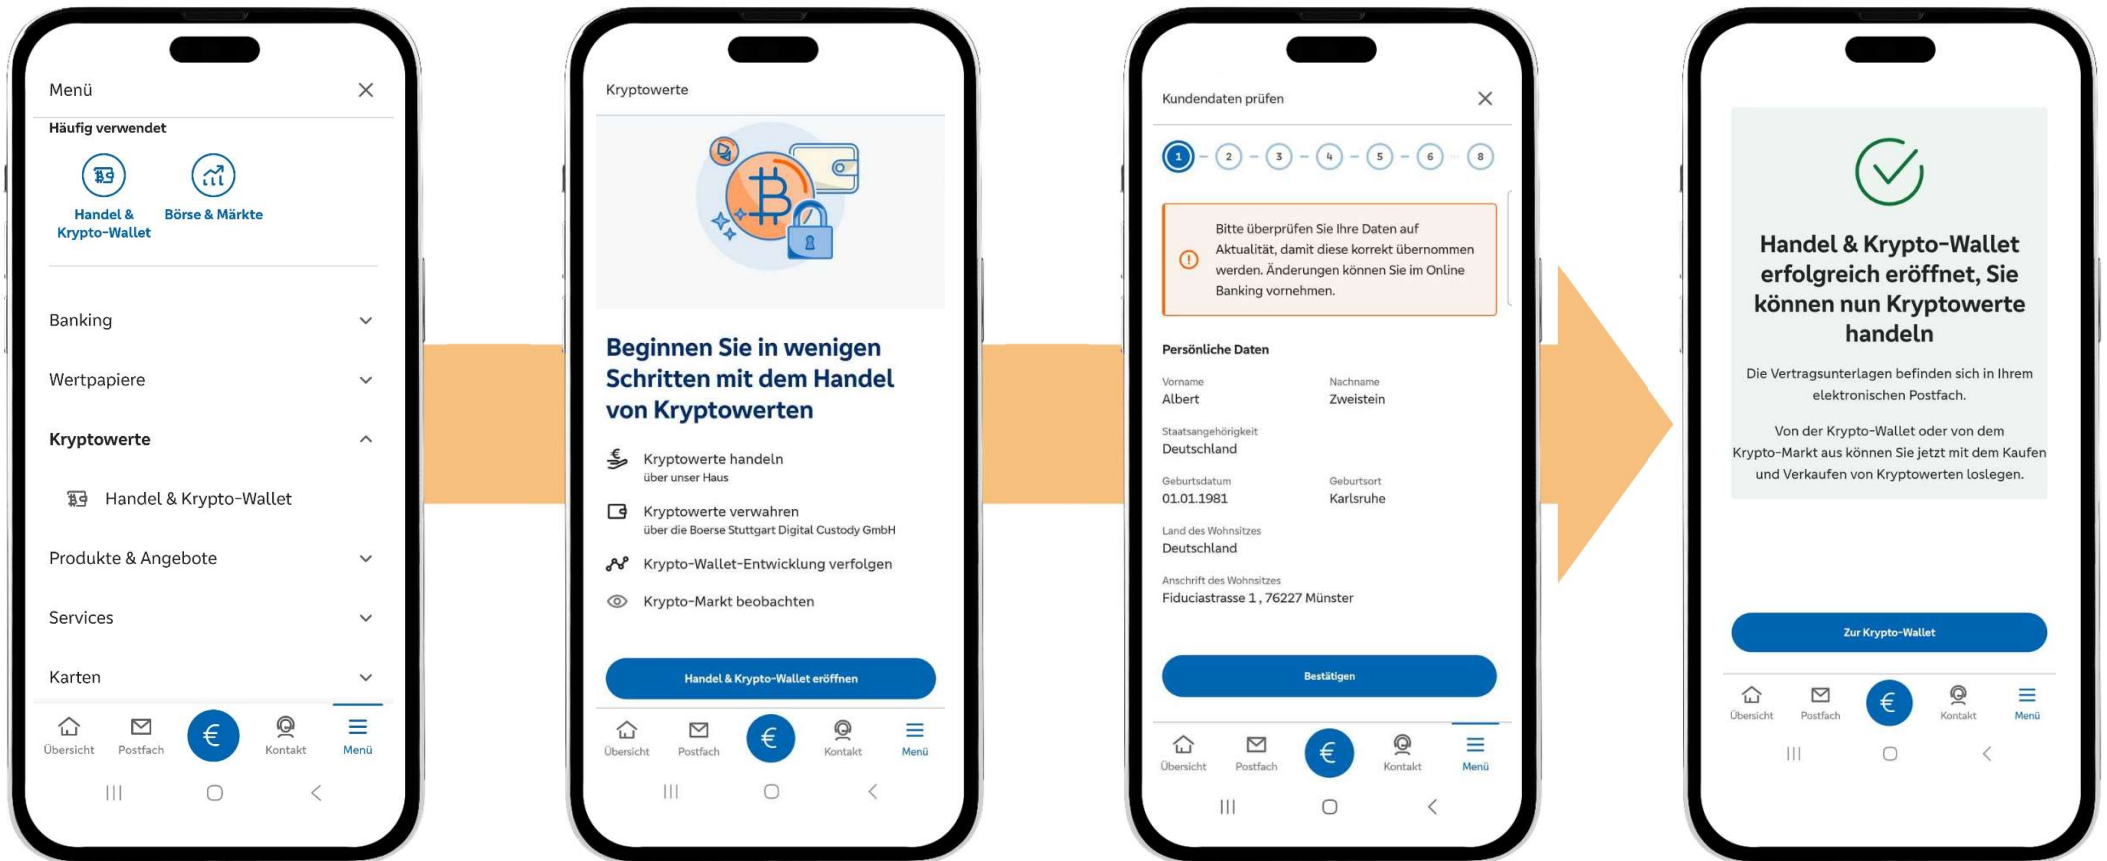 Menü
Häufig verwendet
Handel &
Krypto-Wallet
Börse & Märkte
Banking
Wertpapiere
Kryptowerte
Handel & Krypto-Wallet
Produkte & Angebote
Services
Karten
Übersicht
Postfach
€
Kontakt
Menü
Kryptowerte
Beginnen Sie in wenigen
Schritten mit dem Handel
von Kryptowerten
Kryptowerte handeln
über unser Haus
Kryptowerte verwahren
über die Boerse Stuttgart Digital Custody GmbH
Krypto-Wallet-Entwicklung verfolgen
Krypto-Markt beobachten
Handel & Krypto-Wallet eröffnen
Übersicht
Postfach
€
Kontakt
Menü
Kundendaten prüfen
1 - 2 - 3 - 4 - 5 - 6 - 8
Bitte überprüfen Sie Ihre Daten auf
Aktualität, damit diese korrekt übernommen
werden. Änderungen können Sie im Online
Banking vornehmen.
Persönliche Daten
Vorname
Albert
Nachname
Zweistein
Staatsangehörigkeit
Deutschland
Geburtsdatum
01.01.1981
Geburtsort
Karlsruhe
Land des Wohnsitzes
Deutschland
Anschrift des Wohnsitzes
Fiduciastrasse 1 , 76227 Münster
Bestätigen
Übersicht
Postfach
€
Kontakt
Menü
Handel & Krypto-Wallet
erfolgreich eröffnet, Sie
können nun Kryptowerte
handeln
Die Vertragsunterlagen befinden sich in Ihrem
elektronischen Postfach.
Von der Krypto-Wallet oder von dem
Krypto-Markt aus können Sie jetzt mit dem Kaufen
und Verkaufen von Kryptowerten loslegen.
Zur Krypto-Wallet
Übersicht
Postfach
€
Kontakt
Menü